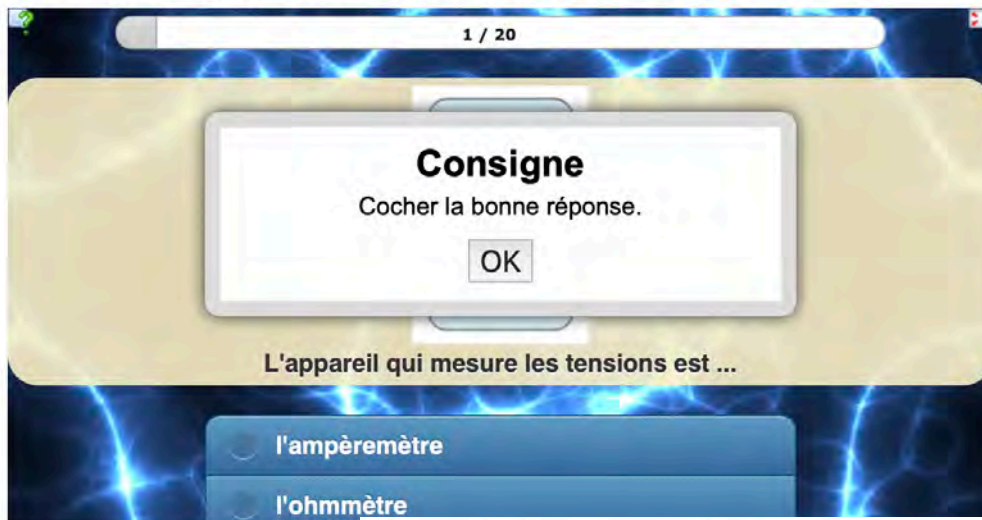 1 / 20
Consigne
Cocher la bonne réponse.
OK
L'appareil qui mesure les tensions est ...
l'ampèremètre
l'ohmmètre